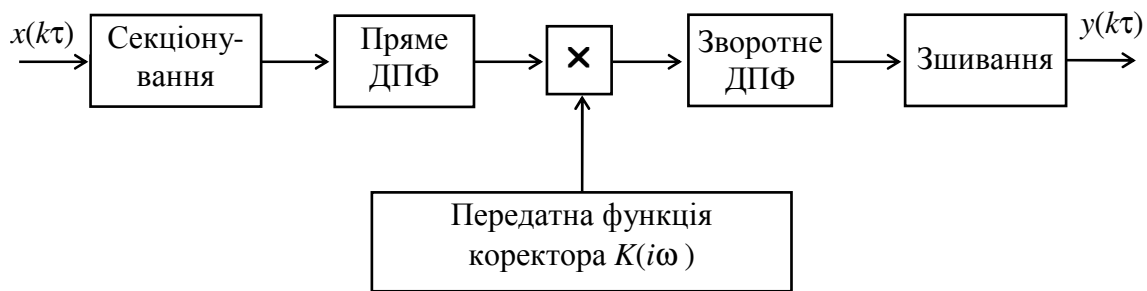 x(kτ)
Секціону-
вання
Пряме
ДПФ
×
Зворотне
ДПФ
Зшивання
y(kτ)
Передатна функція
коректора K(iω )